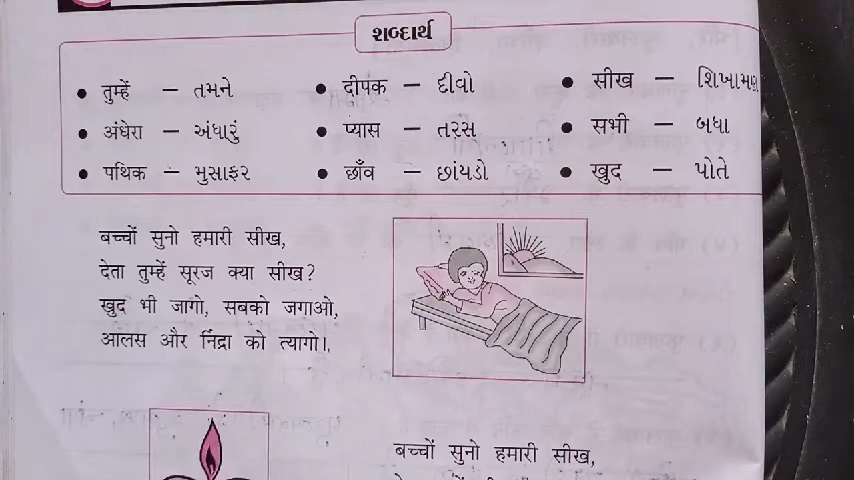 શબ્દાર્થ
• तुम्हें – તમને • दीपक – દીવો • सीख – શિખામણ
• अंधेरा – અંધારું • प्यास – તરસ • सभी – બધા
• पथिक – મુસાફર • छाँव – છાંયડો • खुद – પોતે
बच्चों सुनो हमारी सीख,
देता तुम्हें सूरज क्या सीख?
खुद भी जागो, सबको जगाओ,
आलस और निंद्रा को त्यागो।,
बच्चों सुनो हमारी सीख,